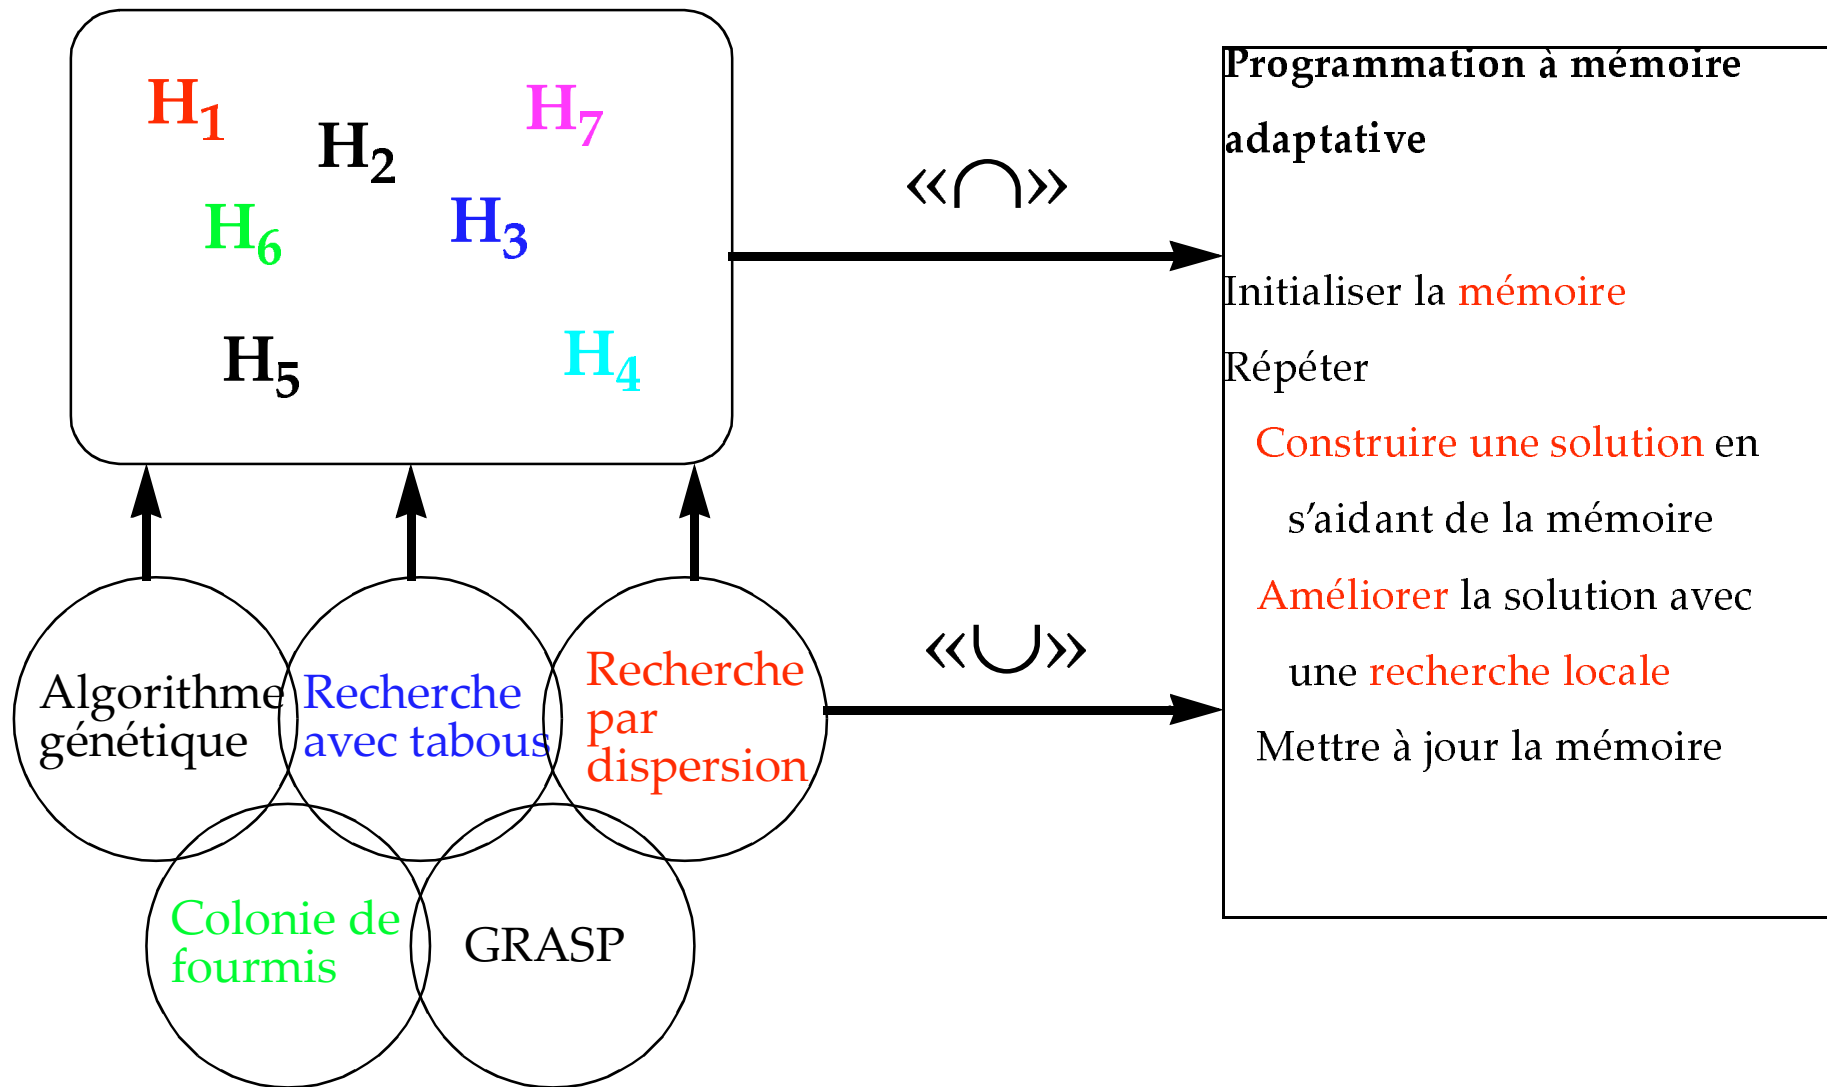 H1
H7
H2
H6
H3
H5
H4
«∩»
Algorithme
génétique
Recherche
avec tabous
Recherche
par
dispersion
Colonie de
fourmis
GRASP
«∪»
Programmation à mémoire
adaptative
Initialiser la mémoire
Répéter
Construire une solution en
s’aidant de la mémoire
Améliorer la solution avec
une recherche locale
Mettre à jour la mémoire